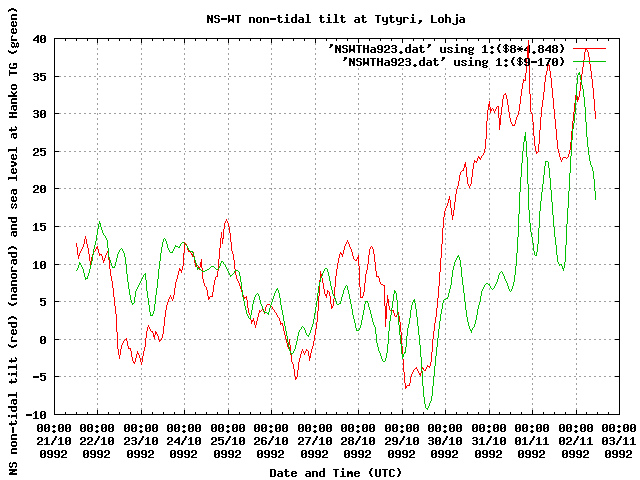 NS-WT non-tidal tilt at Tytyri, Lohja
NS non-tidal tilt (red) (nanorad) and sea level at Hanko TG (green)
'NSWTHa923.dat' using 1:($8*4.848)
'NSWTHa923.dat' using 1:($9-170)
40
35
30
25
20
15
10
5
0
-5
-10
00:00 00:00 00:00 00:00 00:00 00:00 00:00 00:00 00:00 00:00 00:00 00:00 00:00 00:00
21/10 22/10 23/10 24/10 25/10 26/10 27/10 28/10 29/10 30/10 31/10 01/11 02/11 03/11
0992 0992 0992 0992 0992 0992 0992 0992 0992 0992 0992 0992 0992 0992
Date and Time (UTC)